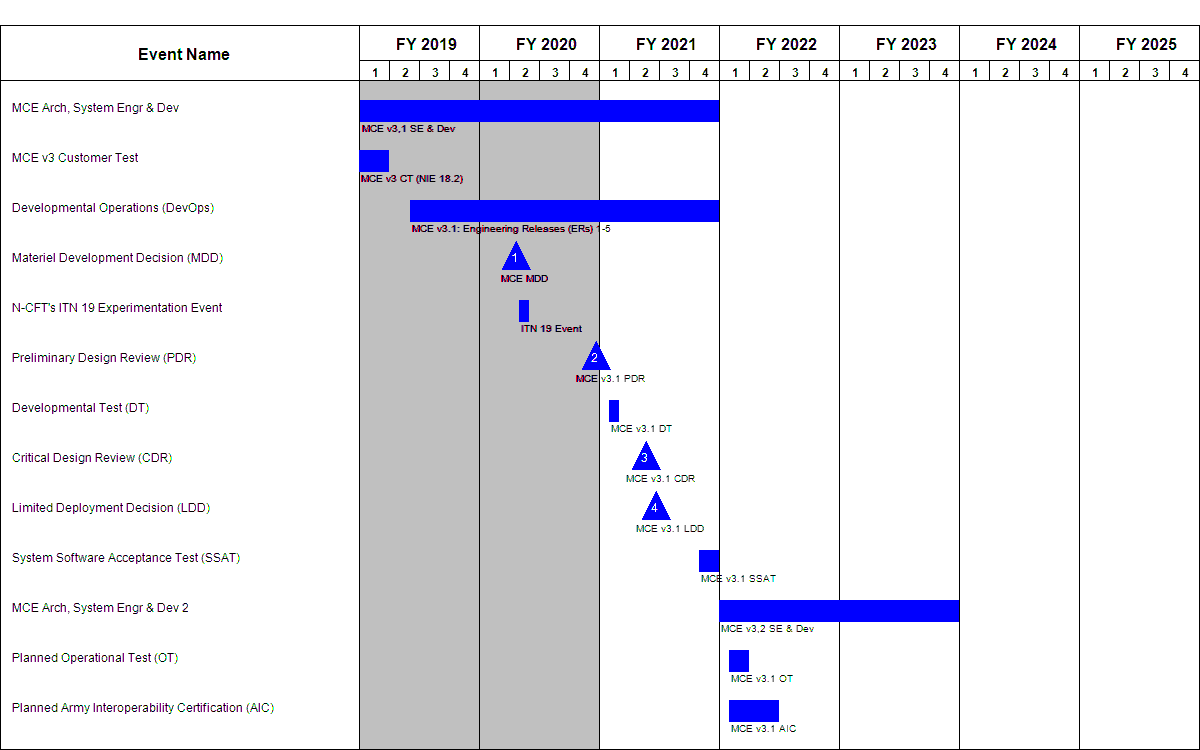 Event Name FY 2019 FY 2020 FY 2021 FY 2022 FY 2023 FY 2024 FY 2025
1 2 3 4 1 2 3 4 1 2 3 4 1 2 3 4 1 2 3 4 1 2 3 4 1 2 3 4
MCE Arch, System Engr & Dev
MCE v3,1 SE & Dev
MCE v3 Customer Test
MCE v3 CT (NIE 18.2)
Developmental Operations (DevOps)
MCE v3.1: Engineering Releases (ERs) 1-5
Materiel Development Decision (MDD)
1
MCE MDD
N-CFT's ITN 19 Experimentation Event
ITN 19 Event
Preliminary Design Review (PDR)
2
MCE v3.1 PDR
Developmental Test (DT)
MCE v3.1 DT
Critical Design Review (CDR)
3
MCE v3.1 CDR
Limited Deployment Decision (LDD)
4
MCE v3.1 LDD
System Software Acceptance Test (SSAT)
MCE v3.1 SSAT
MCE Arch, System Engr & Dev 2
MCE v3,2 SE & Dev
Planned Operational Test (OT)
MCE v3.1 OT
Planned Army Interoperability Certification (AIC)
MCE v3.1 AIC